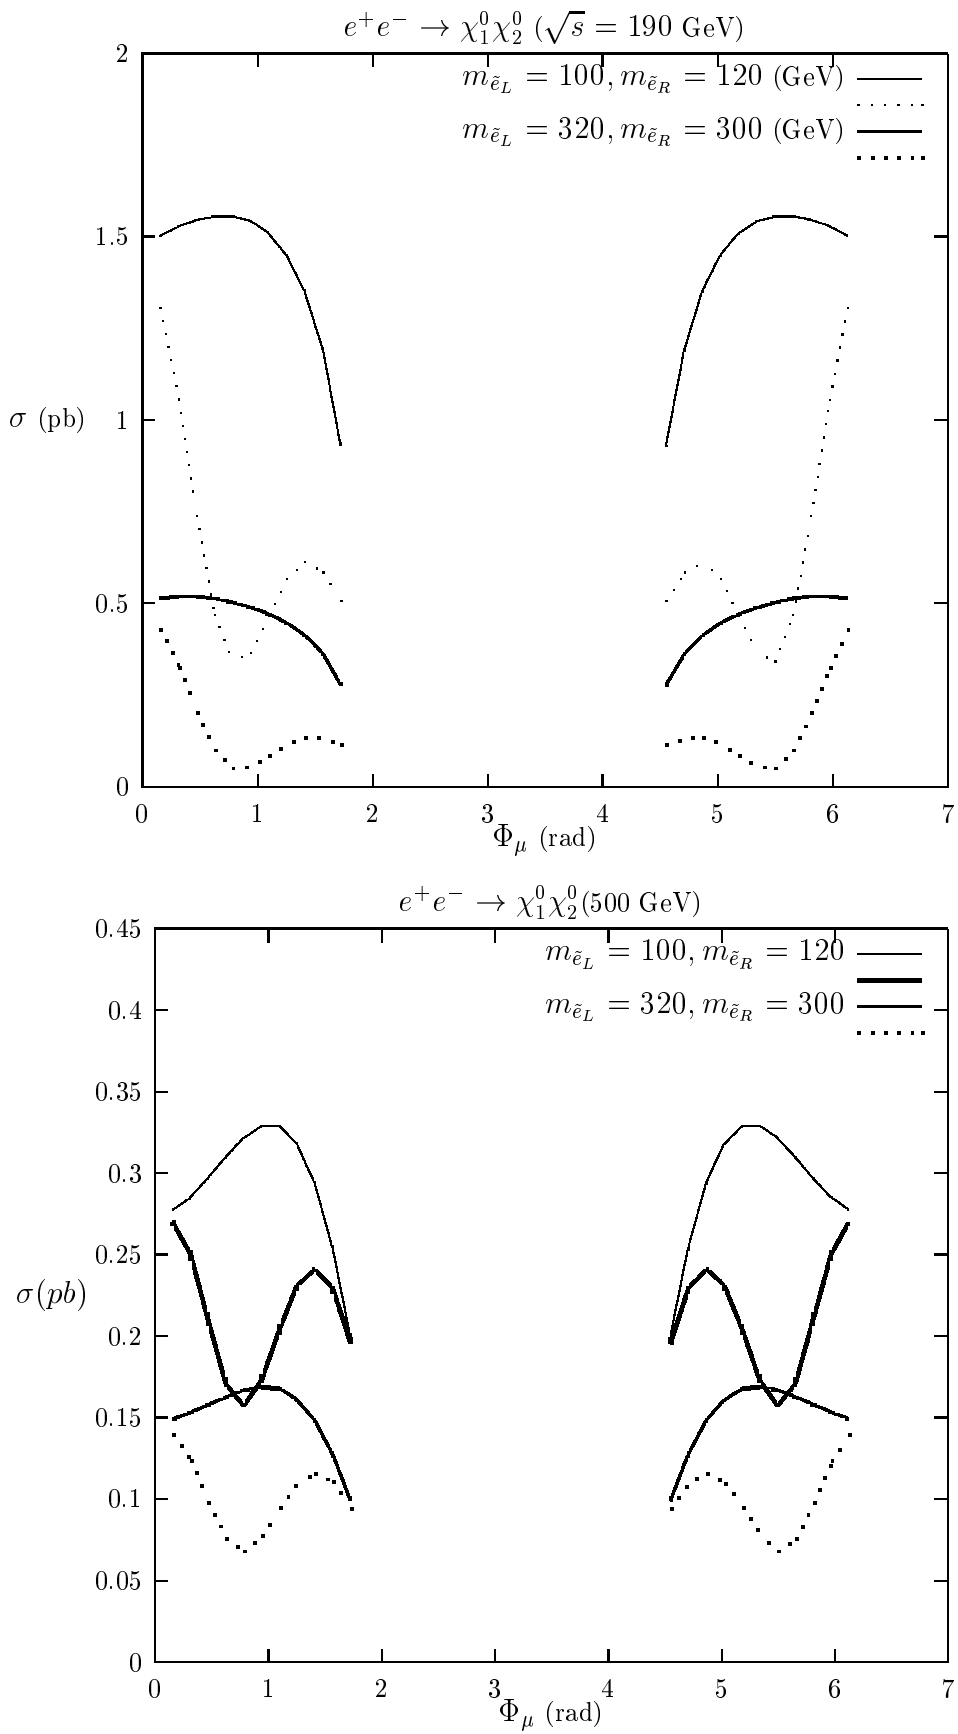 e⁺e⁻ → χ₁⁰χ₂⁰ (√s = 190 GeV)
2
m_ẽL = 100, m_ẽR = 120 (GeV)
m_ẽL = 320, m_ẽR = 300 (GeV)
1.5
σ (pb) 1
0.5
0
0 1 2 3 4 5 6 7
Φ_μ (rad)
e⁺e⁻ → χ₁⁰χ₂⁰(500 GeV)
0.45
m_ẽL = 100, m_ẽR = 120
m_ẽL = 320, m_ẽR = 300
0.4
0.35
0.3
0.25
σ(pb)
0.2
0.15
0.1
0.05
0
0 1 2 3 4 5 6 7
Φ_μ (rad)